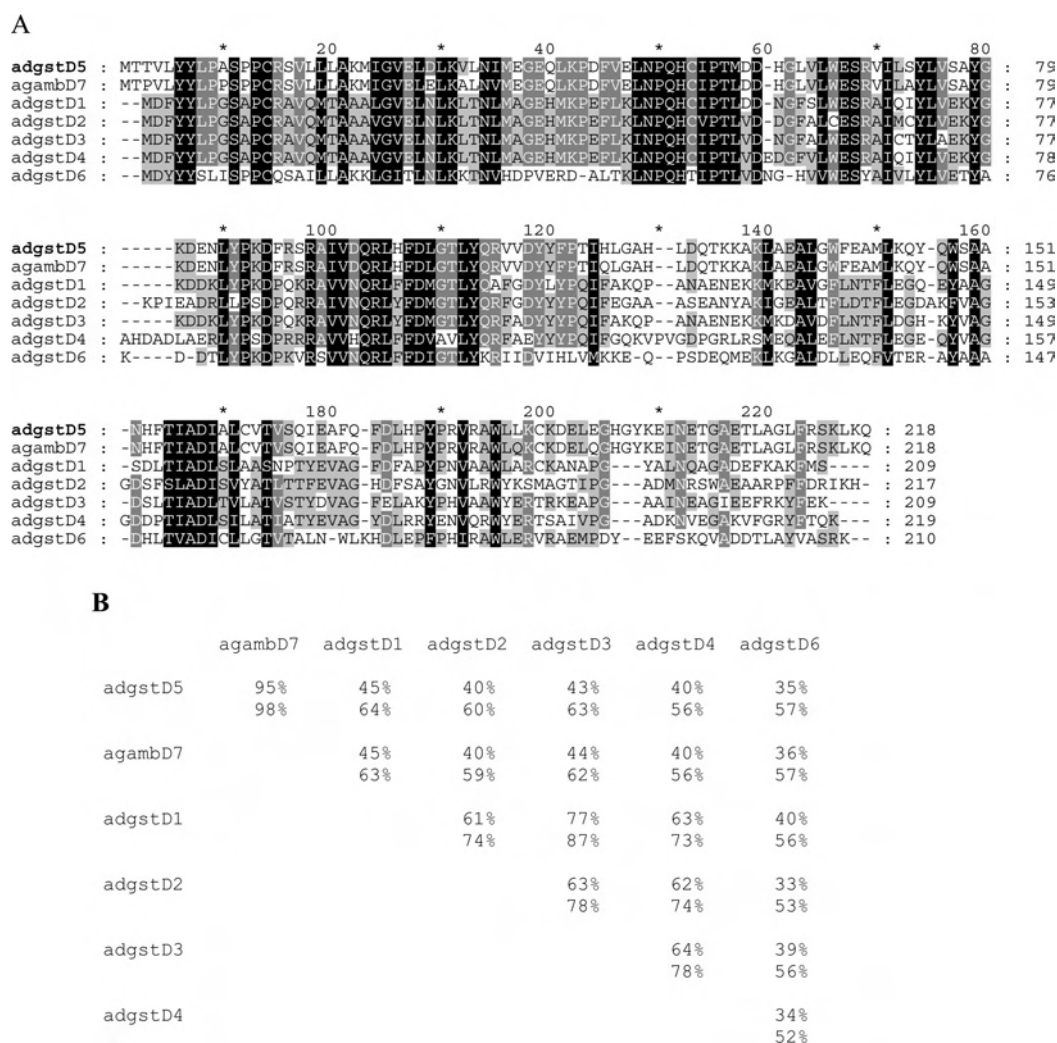 A
* 20 * 40 * 60 * 80
adgstD5 : MTTVLYYLPASPPCRSVLLLAKMIGVELDLKVLNIMEGEQLKPDFVELNPQHCIPTMDD-HGLVLWESRVILSYLVSAYG : 79
agambD7 : MTPVLYYLPPSPPCRSVLLLAKMIGVELELKALNVMEGEQLKPDFVELNPQHCIPTLDD-HGLVLWESRVILSYLVSAYG : 79
adgstD1 : --MDFYYLPGSAPCRAVQMTAAAVGVELNLKLTNLMAGEHMKPEFLKLNPQHCIPTLVD-NGFSLWESRAIQIYLVEKYG : 77
adgstD2 : --MDFYYLPGSAPCRAVQMTAAAVGVELNLKLTNLMAGEHMKPEFLKLNPQHCVPTLVD-DGFALCESRAIMCYLVEKYG : 77
adgstD3 : --MDFYYLPGSAPCRAVQMTAAAVGVELNLKLTNLMAGEHMKPEFLKLNPQHCIPTLVD-NGFALWESRAICTYLAEKYG : 77
adgstD4 : --MDFYYLPGSAPCRAVQMTAAAVGVELNLKLTNLMAGEHMKPEFLKLNPQHCIPTLVDEDGFVLWESRAIQIYLVEKYG : 78
adgstD6 : --MDYYYSLISPPCQSAILLAKKLGITLNLKKTNVHDPVERD-ALTKLNPQHTIPTLVDNG-HVVWESYAIVLYLVETYA : 76
* 100 * 120 * 140 * 160
adgstD5 : -----KDENLYPKDFRSRAIVDQRLHFDLGTLYQRVVDYYFPTIHLGAH--LDQTKKAKLAEALGWFEAMLKQY-QWSAA : 151
agambD7 : -----KDENLYPKDFRSRAIVDQRLHFDLGTLYQRVVDYYFPTIQLGAH--LDQTKKAKLAEALGWFEAMLKQY-QWSAA : 151
adgstD1 : -----KDDKLYPKDPQKRAVVNQRLYFDMGTLYQAFGDYLYPQIFAKQP--ANAENEKKMKEAVGFLNTFLEGQ-EYAAG : 149
adgstD2 : --KPIEADRLLPSDPQRRAVVNQRLYFDMGTLYQRFGDYYYPQIFEGAA--ASEANYAKIGEALTFLDTFLEGDAKFVAG : 153
adgstD3 : -----KDDKLYPKDPQKRAVVNQRLYFDMGTLYQRFADYYYPQIFAKQP--ANAENEKKMKDAVDFLNTFLDGH-KYVAG : 149
adgstD4 : AHDADLAERLYPSDPRRRAVVHQRLFFDVAVLYQRFAEYYYPQIFGQKVPVGDPGRLRSMEQALEFLNTFLEGE-QYVAG : 157
adgstD6 : K----D-DTLYPKDPKVRSVVNQRLFFDIGTLYKRIIDVIHLVMKKE-Q--PSDEQMEKLKGALDLLEQFVTER-AYAAA : 147
* 180 * 200 * 220
adgstD5 : -NHFTIADIALCVTVSQIEAFQ-FDLHPYPRVRAWLLKCKDELEGHGYKEINETGAETLAGLFRSKLKQ : 218
agambD7 : -NHFTIADIALCVTVSQIEAFQ-FDLHPYPRVRAWLQKCKDELQGHGYKEINETGAETLAGLFRSKLKQ : 218
adgstD1 : -SDLTIADLSLAASNPTYEVAG-FDFAPYPNVAAWLARCKANAPG---YALNQAGADEFKAKFMS---- : 209
adgstD2 : GDSFSLADISVYATLTTFEVAG-HDFSAYGNVLRWYKSMAGTIPG---ADMNRSWAEAARPFFDRIKH- : 217
adgstD3 : -DSLTIADLTVLATVSTYDVAG-FELAKYPHVAAWYERTRKEAPG---AAINEAGIEEFRKYFEK---- : 209
adgstD4 : GDDPTIADLSILATIATYEVAG-YDLRRYENVQRWYERTSAIVPG---ADKNVEGAKVFGRYFTQK--- : 219
adgstD6 : -DHLTVADICLLGTVTALN-WLKHDLEPFPHIRAWLERVRAEMPDY--EEFSKQVADDTLAYVASRK-- : 210
B
agambD7 adgstD1 adgstD2 adgstD3 adgstD4 adgstD6
adgstD5 95% 45% 40% 43% 40% 35%
98% 64% 60% 63% 56% 57%
agambD7 45% 40% 44% 40% 36%
63% 59% 62% 56% 57%
adgstD1 61% 77% 63% 40%
74% 87% 73% 56%
adgstD2 63% 62% 33%
78% 74% 53%
adgstD3 64% 39%
78% 56%
adgstD4 34%
52%